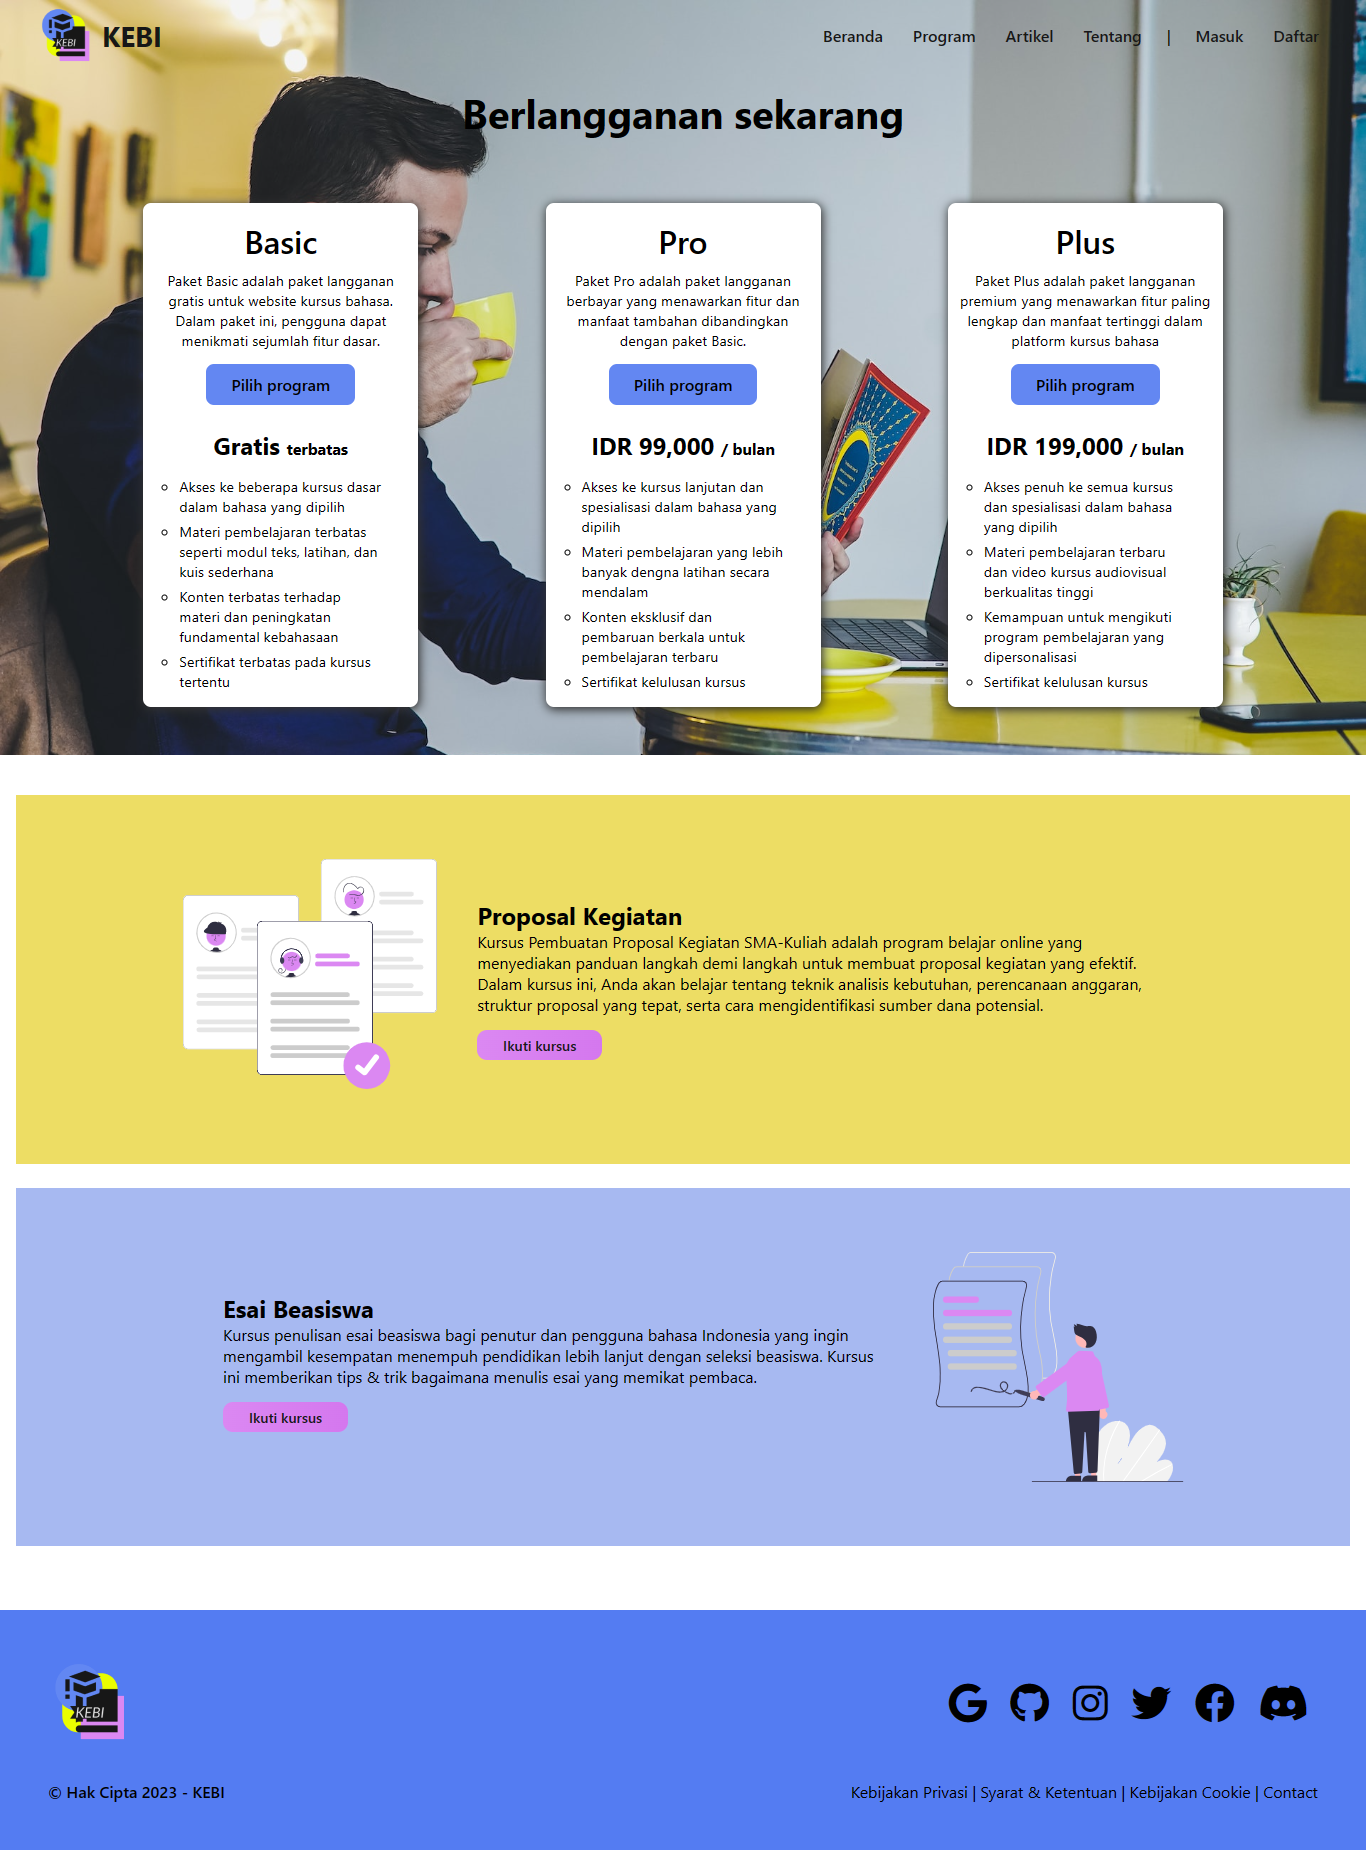 KEBI
KEBI
Beranda Program Artikel Tentang | Masuk Daftar
Berlangganan sekarang
Basic
Paket Basic adalah paket langganan
gratis untuk website kursus bahasa.
Dalam paket ini, pengguna dapat
menikmati sejumlah fitur dasar.
Pilih program
Gratis terbatas
Akses ke beberapa kursus dasar
dalam bahasa yang dipilih
Materi pembelajaran terbatas
seperti modul teks, latihan, dan
kuis sederhana
Konten terbatas terhadap
materi dan peningkatan
fundamental kebahasaan
Sertifikat terbatas pada kursus
tertentu
Pro
Paket Pro adalah paket langganan
berbayar yang menawarkan fitur dan
manfaat tambahan dibandingkan
dengan paket Basic.
Pilih program
IDR 99,000 / bulan
Akses ke kursus lanjutan dan
spesialisasi dalam bahasa yang
dipilih
Materi pembelajaran yang lebih
banyak dengna latihan secara
mendalam
Konten eksklusif dan
pembaruan berkala untuk
pembelajaran terbaru
Sertifikat kelulusan kursus
Plus
Paket Plus adalah paket langganan
premium yang menawarkan fitur paling
lengkap dan manfaat tertinggi dalam
platform kursus bahasa
Pilih program
IDR 199,000 / bulan
Akses penuh ke semua kursus
dan spesialisasi dalam bahasa
yang dipilih
Materi pembelajaran terbaru
dan video kursus audiovisual
berkualitas tinggi
Kemampuan untuk mengikuti
program pembelajaran yang
dipersonalisasi
Sertifikat kelulusan kursus
Proposal Kegiatan
Kursus Pembuatan Proposal Kegiatan SMA-Kuliah adalah program belajar online yang
menyediakan panduan langkah demi langkah untuk membuat proposal kegiatan yang efektif.
Dalam kursus ini, Anda akan belajar tentang teknik analisis kebutuhan, perencanaan anggaran,
struktur proposal yang tepat, serta cara mengidentifikasi sumber dana potensial.
Ikuti kursus
Esai Beasiswa
Kursus penulisan esai beasiswa bagi penutur dan pengguna bahasa Indonesia yang ingin
mengambil kesempatan menempuh pendidikan lebih lanjut dengan seleksi beasiswa. Kursus
ini memberikan tips & trik bagaimana menulis esai yang memikat pembaca.
Ikuti kursus
KEBI
© Hak Cipta 2023 - KEBI
Kebijakan Privasi | Syarat & Ketentuan | Kebijakan Cookie | Contact